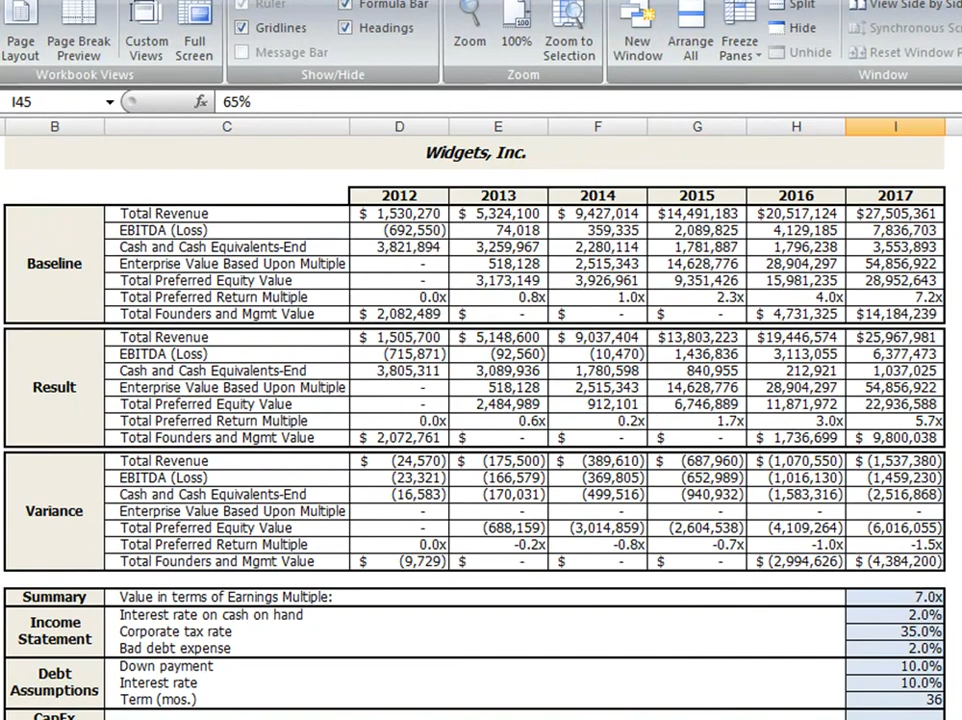 Ruler Formula Bar Split View Side by Sid
Gridlines Headings Hide Synchronous Sc
Page Layout Page Break Preview Custom Views Full Screen Message Bar Zoom 100% Zoom to Selection New Window Arrange All Freeze Panes Unhide Reset Window P
Workbook Views Show/Hide Zoom Window
I45 fx 65%
B C D E F G H I
Widgets, Inc.
2012 2013 2014 2015 2016 2017
Baseline
Total Revenue $ 1,530,270 $ 5,324,100 $ 9,427,014 $14,491,183 $20,517,124 $27,505,361
EBITDA (Loss) (692,550) 74,018 359,335 2,089,825 4,129,185 7,836,703
Cash and Cash Equivalents-End 3,821,894 3,259,967 2,280,114 1,781,887 1,796,238 3,553,893
Enterprise Value Based Upon Multiple - 518,128 2,515,343 14,628,776 28,904,297 54,856,922
Total Preferred Equity Value - 3,173,149 3,926,961 9,351,426 15,981,235 28,952,643
Total Preferred Return Multiple 0.0x 0.8x 1.0x 2.3x 4.0x 7.2x
Total Founders and Mgmt Value $ 2,082,489 $ - $ - $ - $ 4,731,325 $14,184,239
Result
Total Revenue $ 1,505,700 $ 5,148,600 $ 9,037,404 $13,803,223 $19,446,574 $25,967,981
EBITDA (Loss) (715,871) (92,560) (10,470) 1,436,836 3,113,055 6,377,473
Cash and Cash Equivalents-End 3,805,311 3,089,936 1,780,598 840,955 212,921 1,037,025
Enterprise Value Based Upon Multiple - 518,128 2,515,343 14,628,776 28,904,297 54,856,922
Total Preferred Equity Value - 2,484,989 912,101 6,746,889 11,871,972 22,936,588
Total Preferred Return Multiple 0.0x 0.6x 0.2x 1.7x 3.0x 5.7x
Total Founders and Mgmt Value $ 2,072,761 $ - $ - $ - $ 1,736,699 $ 9,800,038
Variance
Total Revenue $ (24,570) $ (175,500) $ (389,610) $ (687,960) $ (1,070,550) $ (1,537,380)
EBITDA (Loss) (23,321) (166,579) (369,805) (652,989) (1,016,130) (1,459,230)
Cash and Cash Equivalents-End (16,583) (170,031) (499,516) (940,932) (1,583,316) (2,516,868)
Enterprise Value Based Upon Multiple - - - - - -
Total Preferred Equity Value - (688,159) (3,014,859) (2,604,538) (4,109,264) (6,016,055)
Total Preferred Return Multiple 0.0x -0.2x -0.8x -0.7x -1.0x -1.5x
Total Founders and Mgmt Value $ (9,729) $ - $ - $ - $ (2,994,626) $ (4,384,200)
Summary Value in terms of Earnings Multiple: 7.0x
Income Statement
Interest rate on cash on hand 2.0%
Corporate tax rate 35.0%
Bad debt expense 2.0%
Debt Assumptions
Down payment 10.0%
Interest rate 10.0%
Term (mos.) 36
CapEx